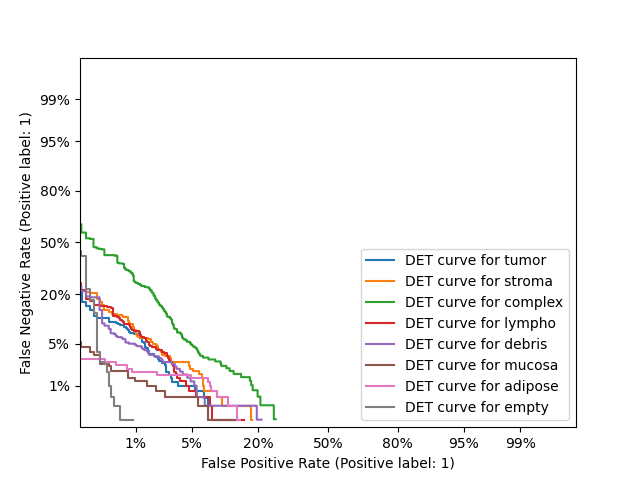 99%
95%
80%
50%
20%
5%
1%
False Negative Rate (Positive label: 1)
DET curve for tumor
DET curve for stroma
DET curve for complex
DET curve for lympho
DET curve for debris
DET curve for mucosa
DET curve for adipose
DET curve for empty
1% 5% 20% 50% 80% 95% 99%
False Positive Rate (Positive label: 1)